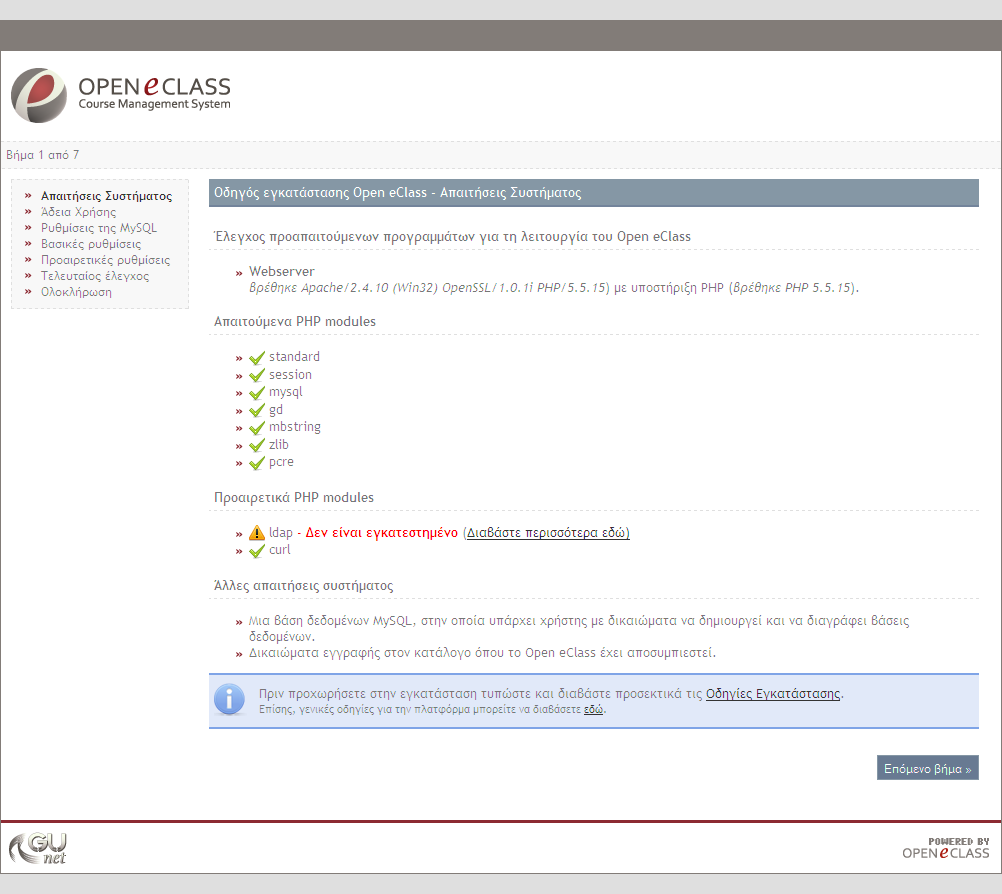 OPEN eCLASS
Course Management System
Βήμα 1 από 7
» Απαιτήσεις Συστήματος
» Άδεια Χρήσης
» Ρυθμίσεις της MySQL
» Βασικές ρυθμίσεις
» Προαιρετικές ρυθμίσεις
» Τελευταίος έλεγχος
» Ολοκλήρωση
Οδηγός εγκατάστασης Open eClass - Απαιτήσεις Συστήματος
Έλεγχος προαπαιτούμενων προγραμμάτων για τη λειτουργία του Open eClass
» Webserver
βρέθηκε Apache/2.4.10 (Win32) OpenSSL/1.0.1i PHP/5.5.15) με υποστήριξη PHP (βρέθηκε PHP 5.5.15).
Απαιτούμενα PHP modules
» standard
» session
» mysql
» gd
» mbstring
» zlib
» pcre
Προαιρετικά PHP modules
» ldap - Δεν είναι εγκατεστημένο (Διαβάστε περισσότερα εδώ)
» curl
Άλλες απαιτήσεις συστήματος
» Μια βάση δεδομένων MySQL, στην οποία υπάρχει χρήστης με δικαιώματα να δημιουργεί και να διαγράφει βάσεις
δεδομένων.
» Δικαιώματα εγγραφής στον κατάλογο όπου το Open eClass έχει αποσυμπιεστεί.
Πριν προχωρήσετε στην εγκατάσταση τυπώστε και διαβάστε προσεκτικά τις Οδηγίες Εγκατάστασης.
Επίσης, γενικές οδηγίες για την πλατφόρμα μπορείτε να διαβάσετε εδώ.
Επόμενο βήμα »
GUnet
POWERED BY
OPEN eCLASS